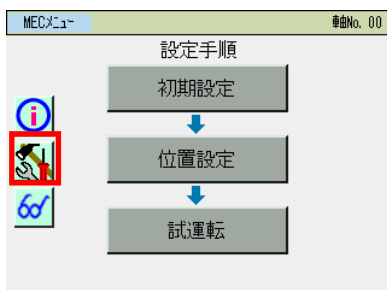 MECﾒﾆｭｰ
軸No. 00
設定手順
初期設定
位置設定
試運転